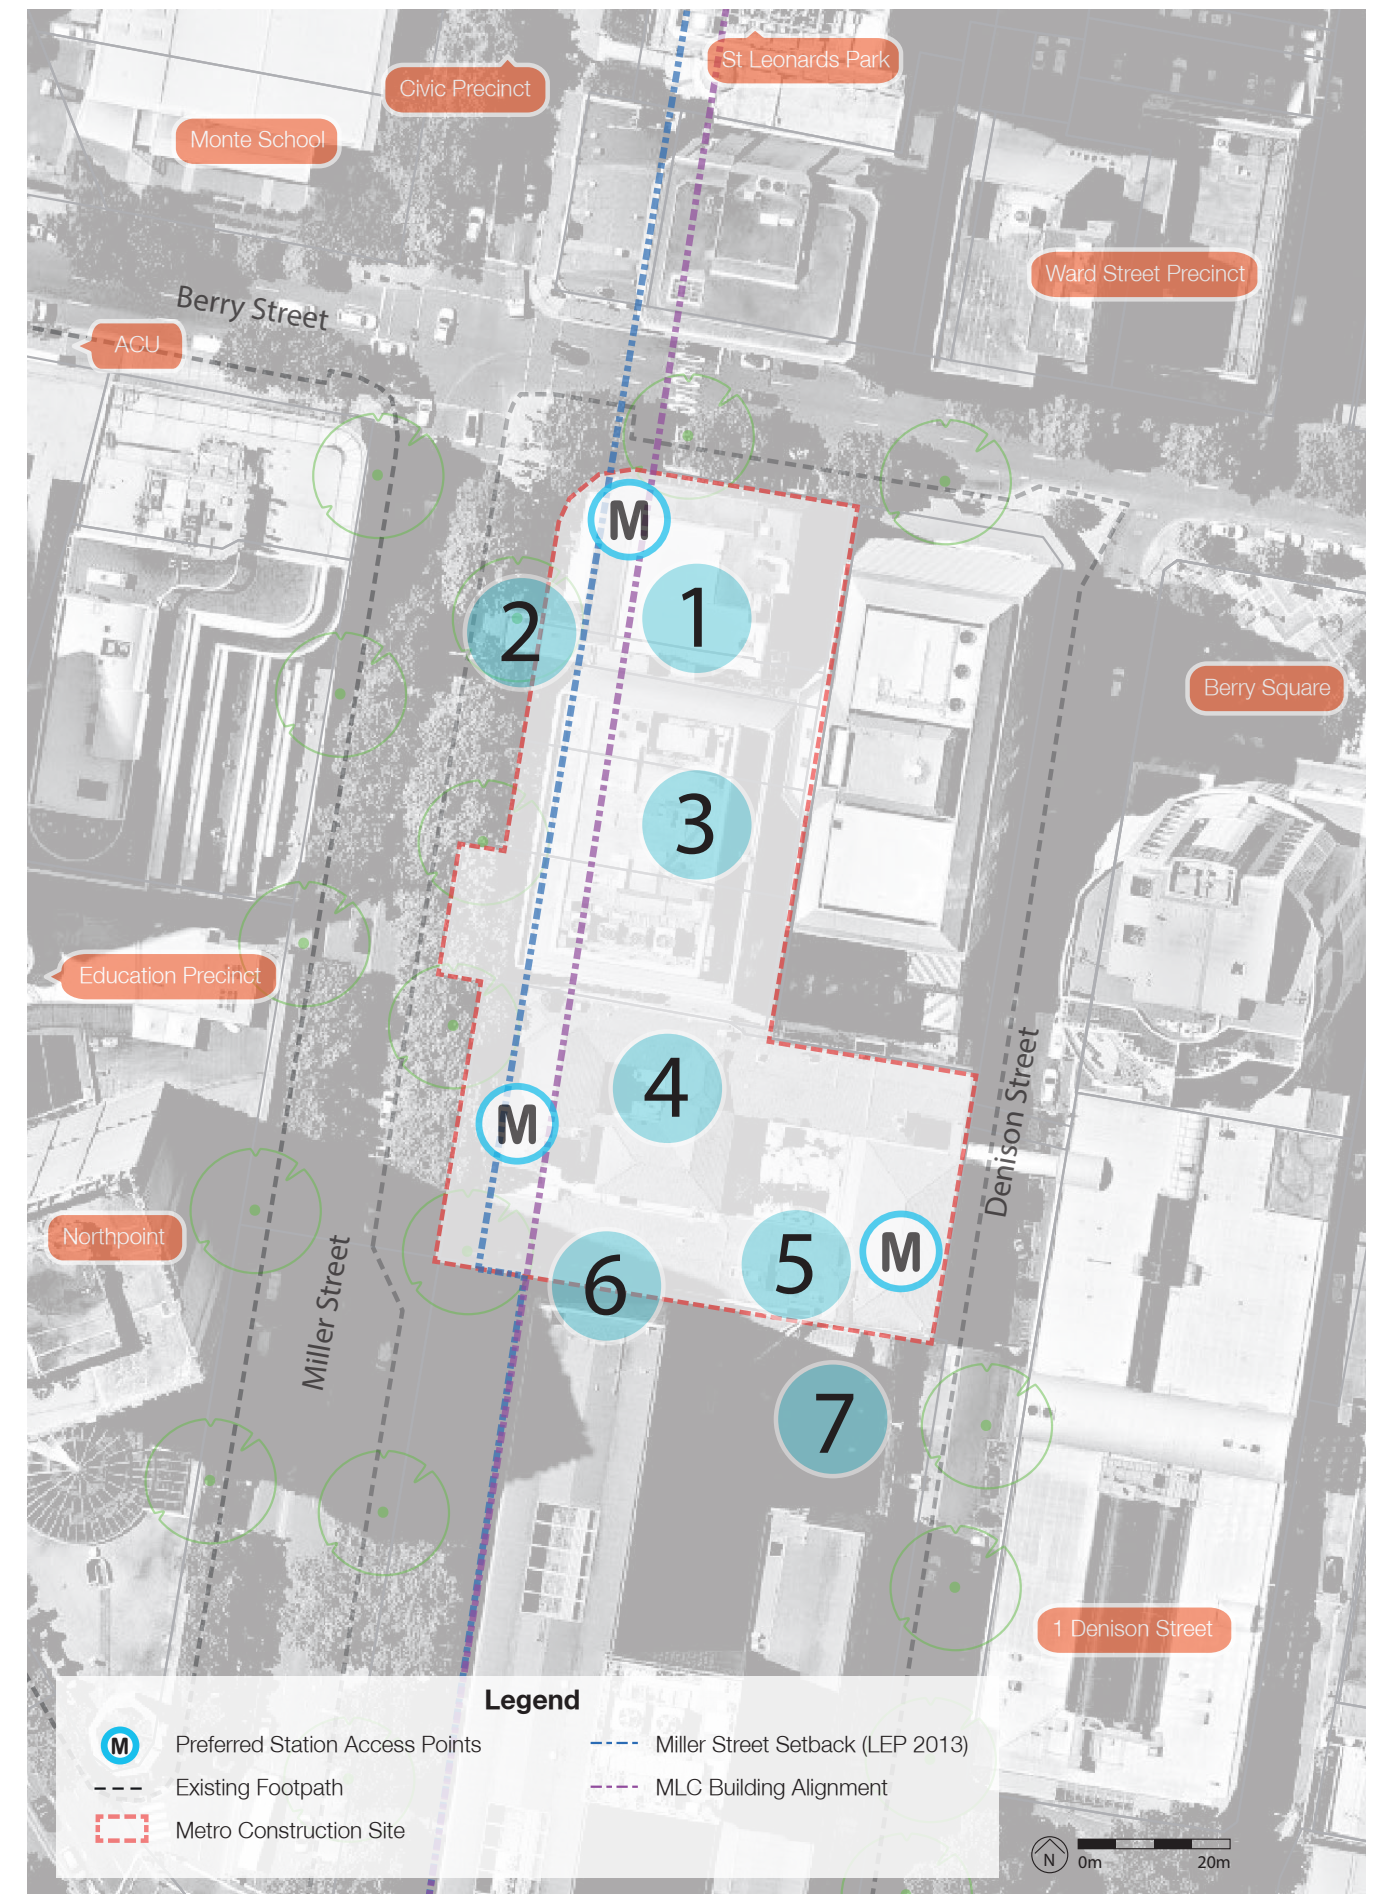 St Leonards Park
Civic Precinct
Monte School
Ward Street Precinct
Berry Street
ACU
M
1
2
Berry Square
3
Education Precinct
4
M
Denison Street
Northpoint
Miller Street
5
M
6
7
1 Denison Street
Legend
M Preferred Station Access Points
Existing Footpath
Metro Construction Site
Miller Street Setback (LEP 2013)
MLC Building Alignment
N
0m 20m